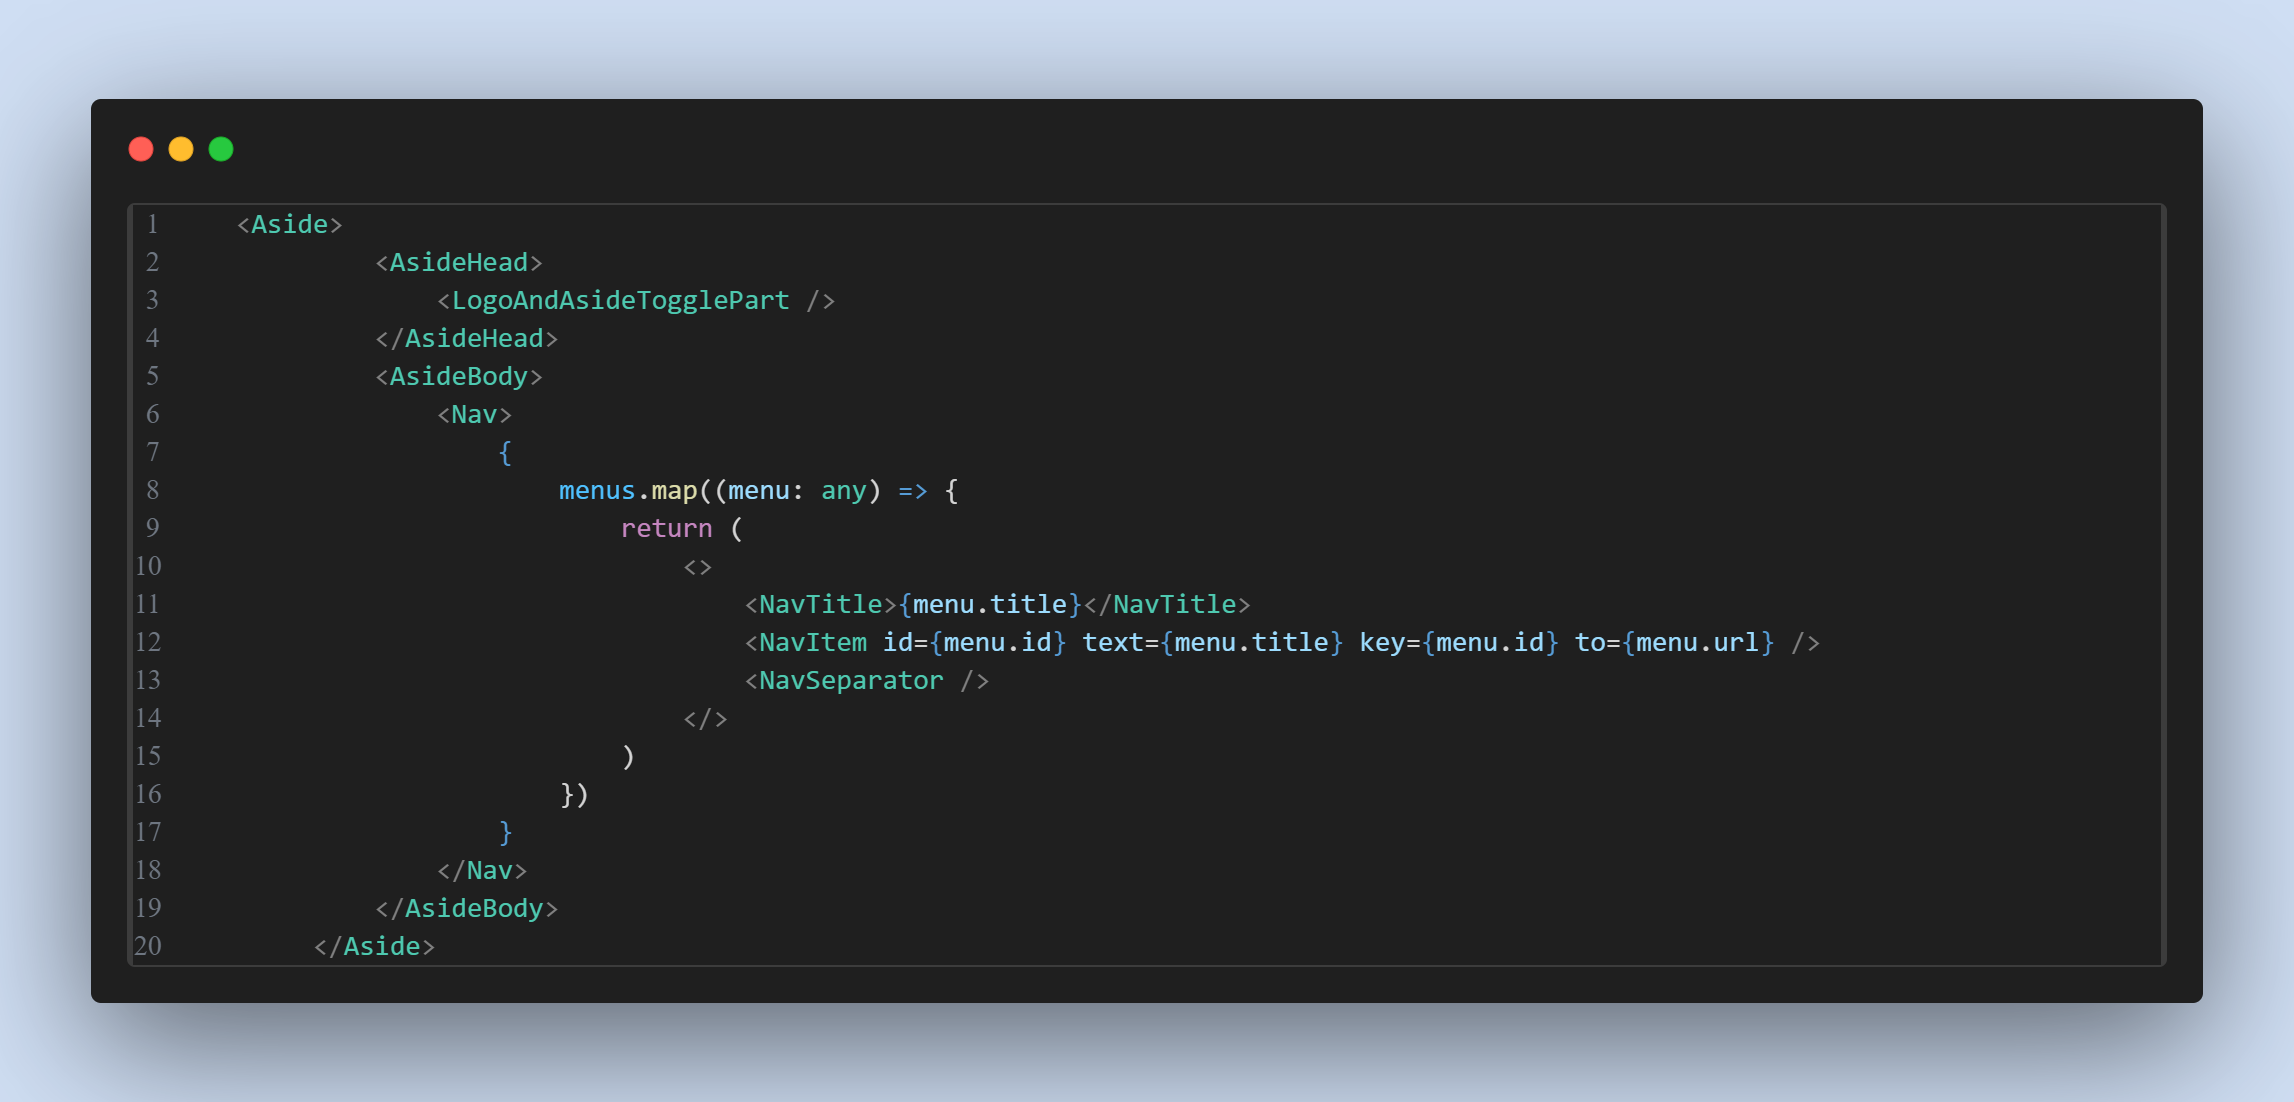 1 <Aside>
2 <AsideHead>
3 <LogoAndAsideTogglePart />
4 </AsideHead>
5 <AsideBody>
6 <Nav>
7 {
8 menus.map((menu: any) => {
9 return (
10 <>
11 <NavTitle>{menu.title}</NavTitle>
12 <NavItem id={menu.id} text={menu.title} key={menu.id} to={menu.url} />
13 <NavSeparator />
14 </>
15 )
16 })
17 }
18 </Nav>
19 </AsideBody>
20 </Aside>